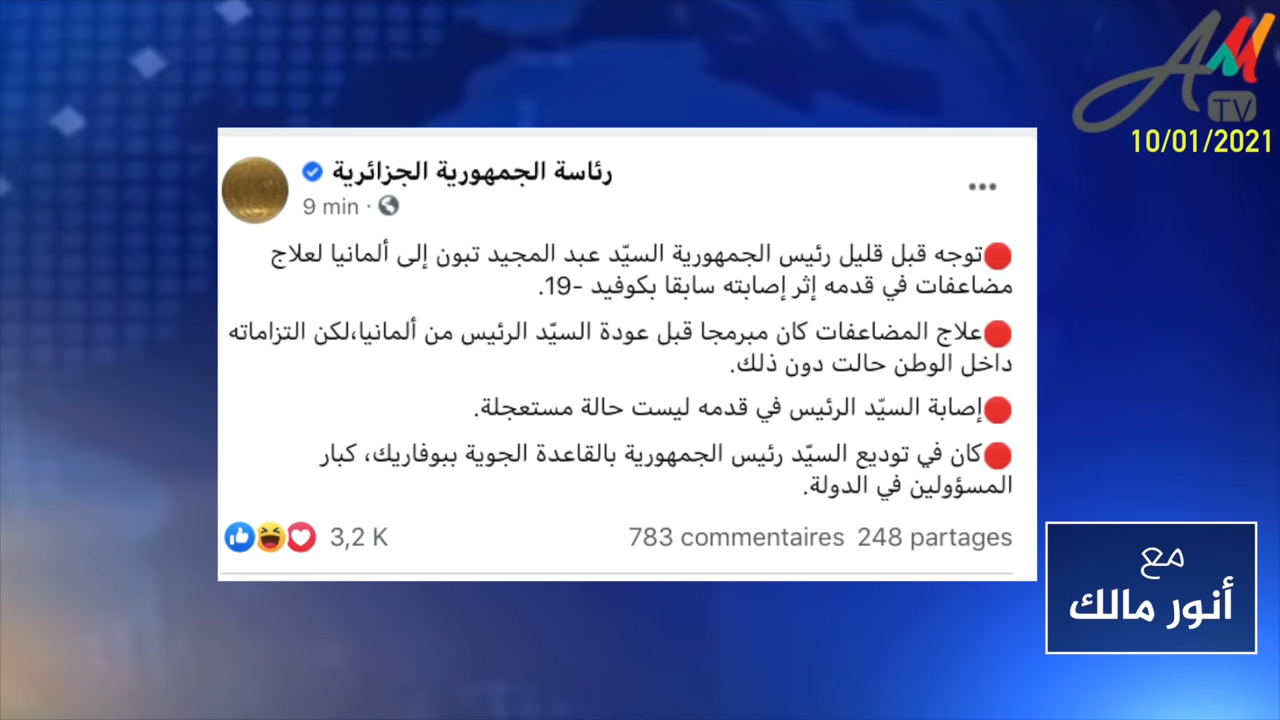 AM
TV
10/01/2021
رئاسة الجمهورية الجزائرية
9 min ·
توجه قبل قليل رئيس الجمهورية السيّد عبد المجيد تبون إلى ألمانيا لعلاج
مضاعفات في قدمه إثر إصابته سابقا بكوفيد -19.
علاج المضاعفات كان مبرمجا قبل عودة السيّد الرئيس من ألمانيا،لكن التزاماته
داخل الوطن حالت دون ذلك.
إصابة السيّد الرئيس في قدمه ليست حالة مستعجلة.
كان في توديع السيّد رئيس الجمهورية بالقاعدة الجوية ببوفاريك، كبار
المسؤولين في الدولة.
3,2 K
783 commentaires 248 partages
مع
أنور مالك